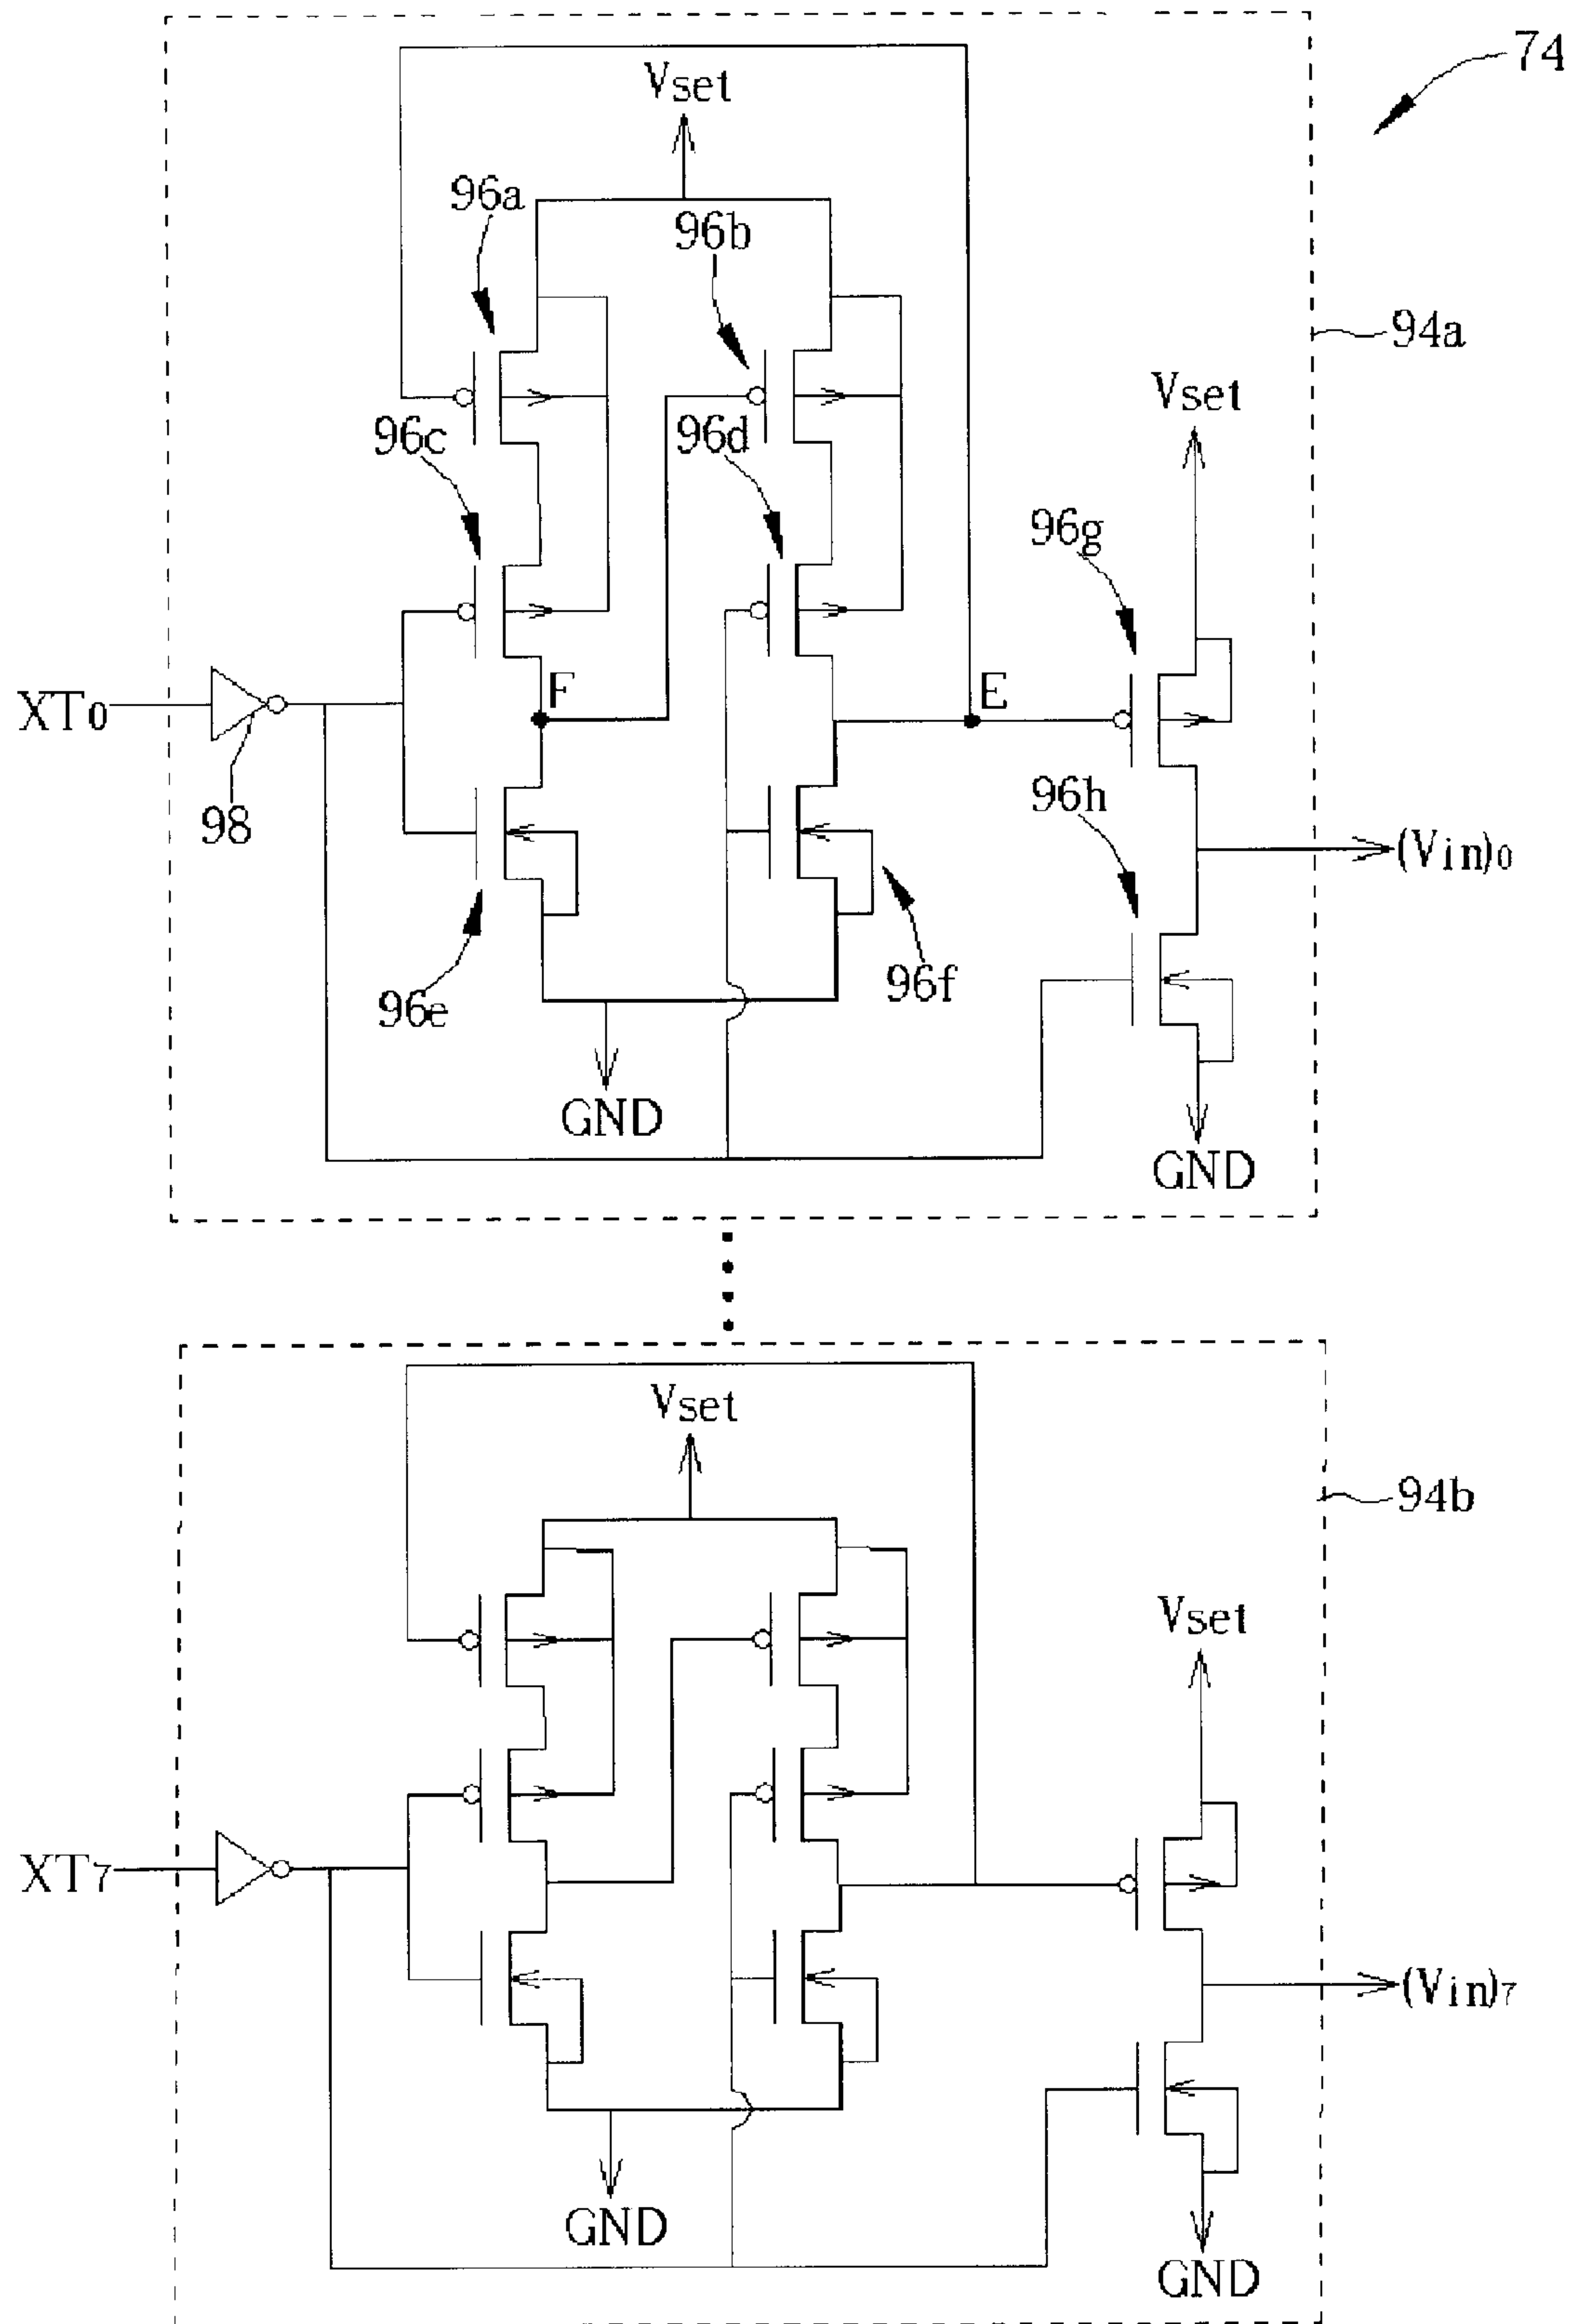 74
Vset
96a
96b
94a
Vset
96c
96d
96g
XT0
F
E
98
96h
(Vin)0
96e
96f
GND
GND
Vset
94b
Vset
XT7
(Vin)7
GND
GND